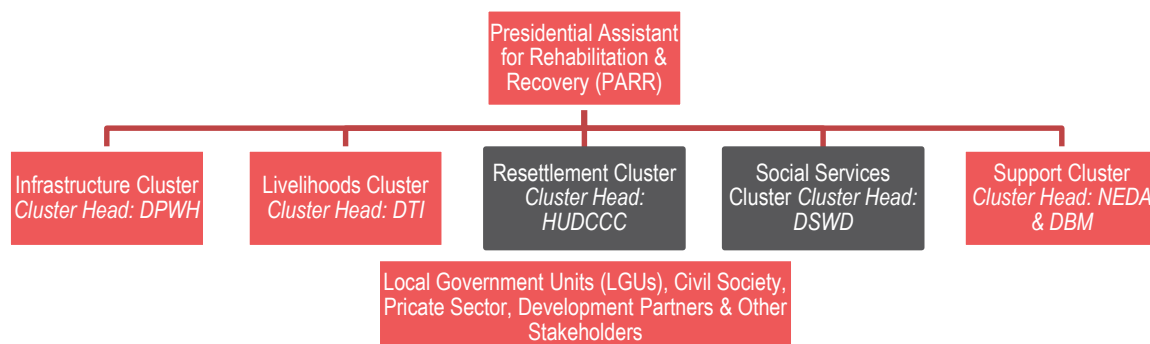 Presidential Assistant
for Rehabilitation &
Recovery (PARR)
Infrastructure Cluster
Cluster Head: DPWH
Livelihoods Cluster
Cluster Head: DTI
Resettlement Cluster
Cluster Head:
HUDCCC
Social Services
Cluster Cluster Head:
DSWD
Support Cluster
Cluster Head: NEDA
& DBM
Local Government Units (LGUs), Civil Society,
Private Sector, Development Partners & Other
Stakeholders